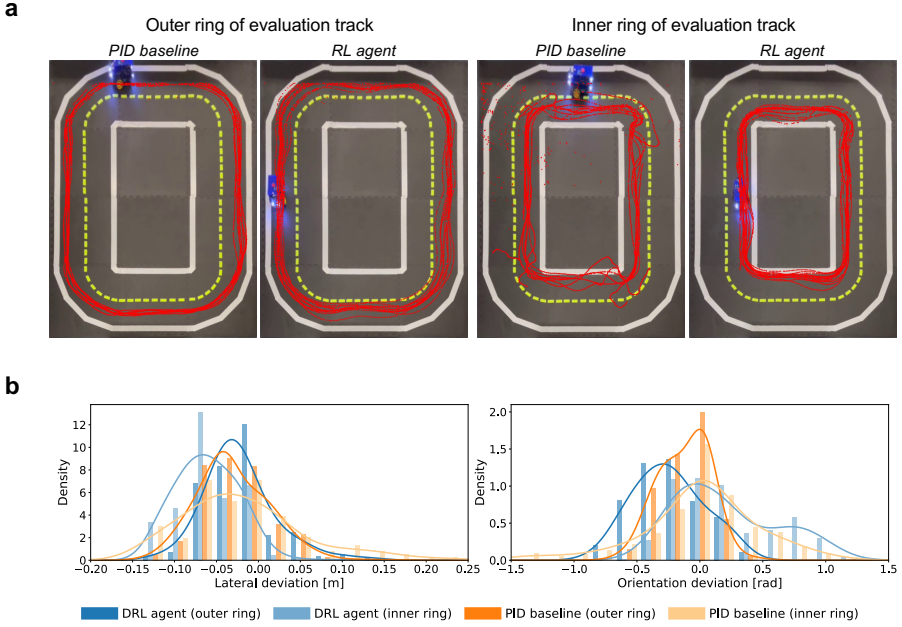 a
Outer ring of evaluation track
Inner ring of evaluation track
PID baseline
RL agent
PID baseline
RL agent
b
Density
12
10
8
6
4
2
0
−0.20
−0.15
−0.10
−0.05
0.00
0.05
0.10
0.15
0.20
0.25
Lateral deviation [m]
Density
2.0
1.5
1.0
0.5
0.0
−1.5
−1.0
−0.5
0.0
0.5
1.0
1.5
Orientation deviation [rad]
DRL agent (outer ring)
DRL agent (inner ring)
PID baseline (outer ring)
PID baseline (inner ring)